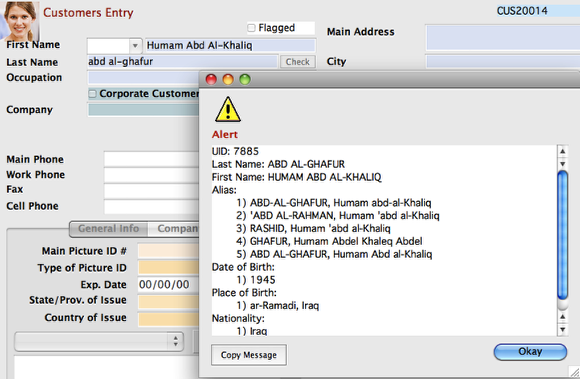 Customers Entry
CUS20014
Flagged
Main Address
First Name
Humam Abd Al-Khaliq
Last Name
abd al-ghafur
Check
City
Occupation
Corporate Customer
Company
Main Phone
Work Phone
Fax
Cell Phone
General Info
Compan
Main Picture ID #
Type of Picture ID
Exp. Date
00/00/00
State/Prov. of Issue
Country of Issue
Alert
UID: 7885
Last Name: ABD AL-GHAFUR
First Name: HUMAM ABD AL-KHALIQ
Alias:
1) ABD-AL-GHAFUR, Humam abd-al-Khaliq
2) 'ABD AL-RAHMAN, Humam 'abd al-Khaliq
3) RASHID, Humam 'abd al-Khaliq
4) GHAFUR, Humam Abdel Khaleq Abdel
5) ABD AL-GHAFUR, Humam Abd al-Khaliq
Date of Birth:
1) 1945
Place of Birth:
1) ar-Ramadi, Iraq
Nationality:
1) Iraq
Copy Message
Okay